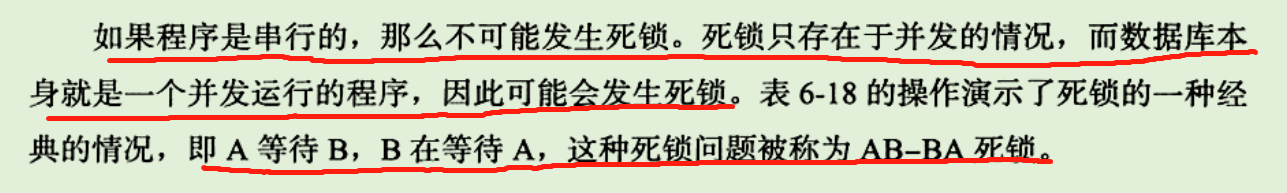 如果程序是串行的，那么不可能发生死锁。死锁只存在于并发的情况，而数据库本
身就是一个并发运行的程序，因此可能会发生死锁。表 6-18 的操作演示了死锁的一种经
典的情况，即 A 等待 B，B 在等待 A，这种死锁问题被称为 AB–BA 死锁。